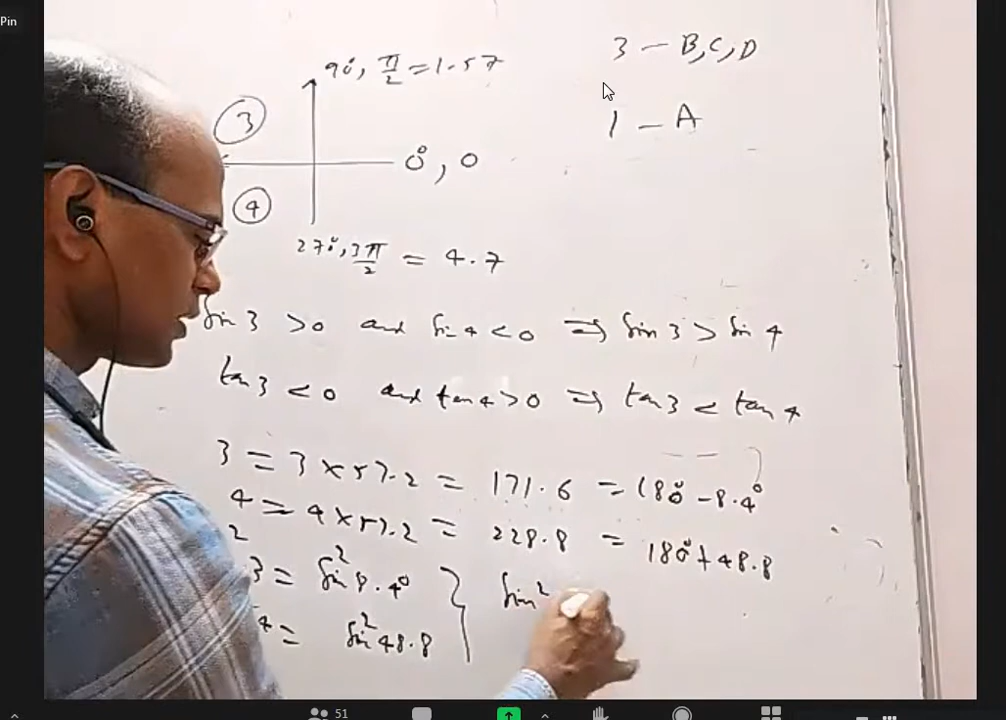 Pin
90°, π/2 = 1.57
3 – B, C, D
3
1 – A
0°, 0
4
270°, 3π/2 = 4.7
Sin 3 > 0 and Sin 4 < 0 ⇒ Sin 3 > Sin 4
tan 3 < 0 and tan 4 > 0 ⇒ tan 3 < tan 4
3 = 3 × 57.2 = 171.6 = 180° – 8.4°
4 = 4 × 57.2 = 228.8 = 180° + 48.8
2 3 = Sin² 8.4° } Sin²
4 = Sin² 48.8
51